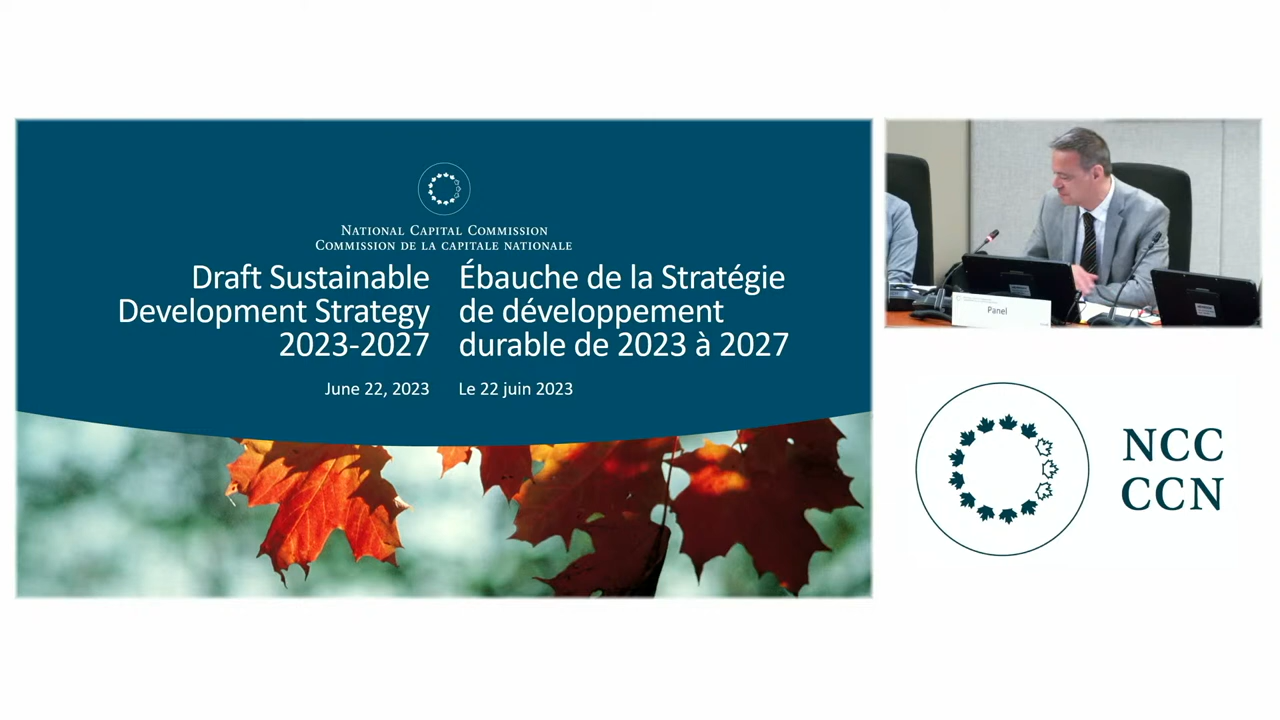 NATIONAL CAPITAL COMMISSION
COMMISSION DE LA CAPITALE NATIONALE
Draft Sustainable
Development Strategy
2023-2027
June 22, 2023
Ébauche de la Stratégie
de développement
durable de 2023 à 2027
Le 22 juin 2023
Panel
NCC
CCN